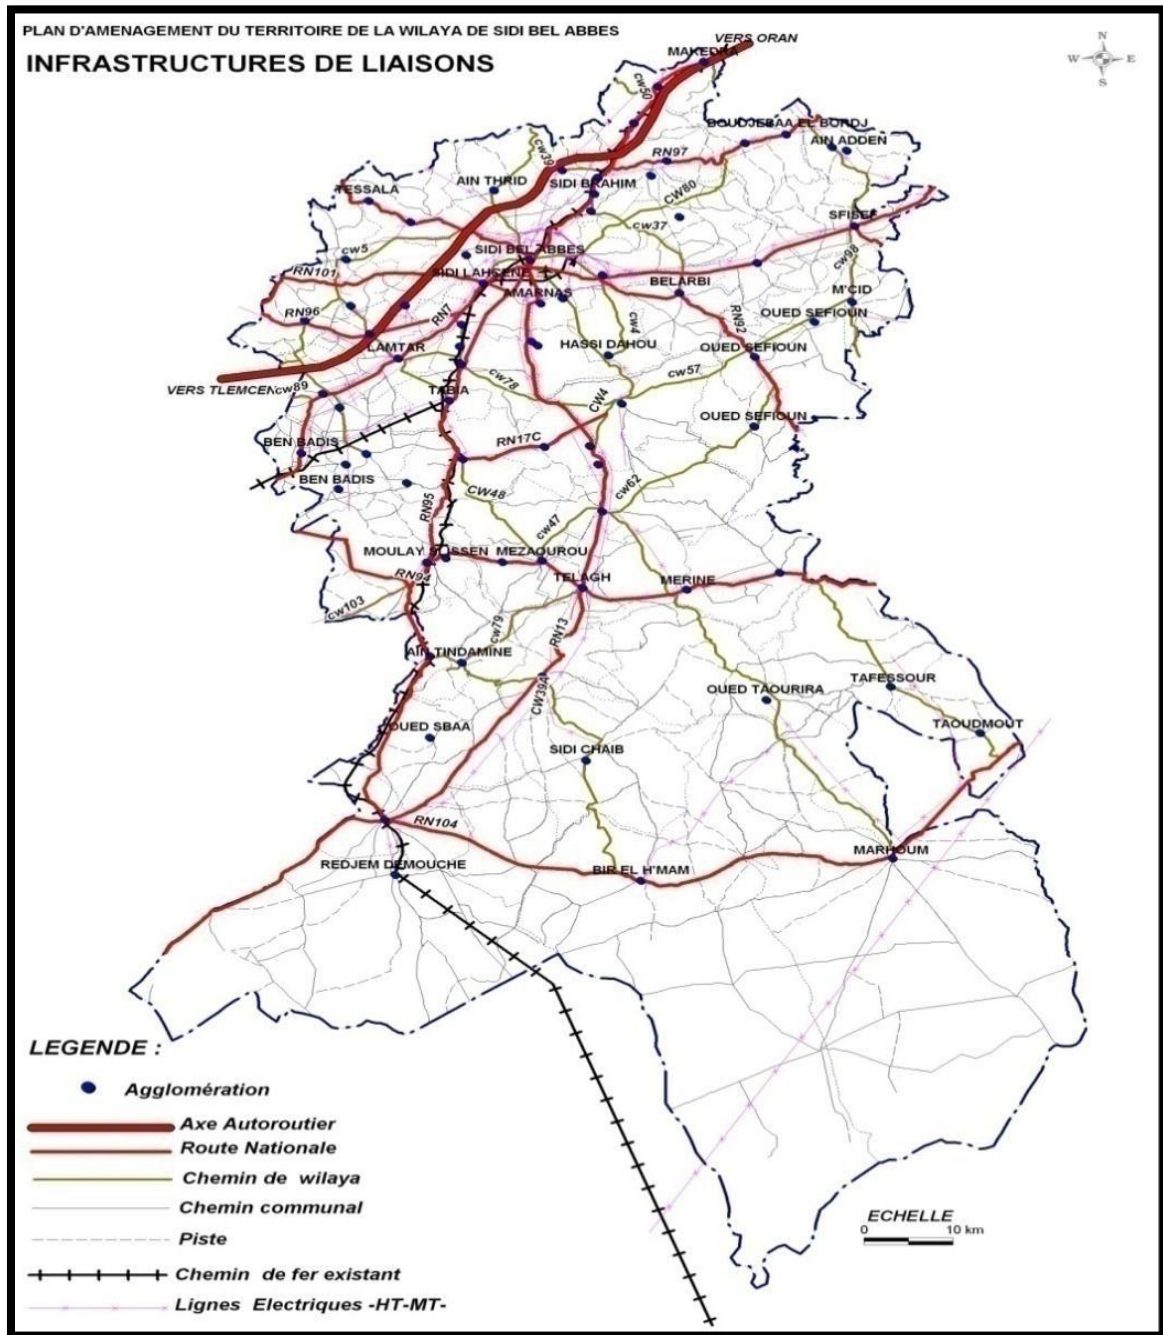 PLAN D'AMENAGEMENT DU TERRITOIRE DE LA WILAYA DE SIDI BEL ABBES
INFRASTRUCTURES DE LIAISONS
VERS ORAN
N
W E
S
MAKEDRA
cw50
BOUDJEBAA EL BORDJ
AIN ADDEN
cw39
RN97
TESSALA
AIN THRID
SIDI BRAHIM
CW80
SFISEF
cw37
cw5
SIDI BEL ABBES
cw98
RN101
SIDI LAHCENE
BELARBI
AMARNAS
M'CID
RN96
RN7
cw4
RN92
OUED SEFIOUN
LAMTAR
HASSI DAHOU
OUED SEFIOUN
VERS TLEMCEN
cw89
TABIA
cw78
cw57
CW4
OUED SEFIOUN
BEN BADIS
RN17C
BEN BADIS
CW48
cw62
RN95
cw47
MOULAY SLISSEN
MEZAOUROU
RN94
TELAGH
MERINE
cw103
cw79
RN13
AIN TINDAMINE
CW39A
OUED TAOURIRA
TAFESSOUR
OUED SBAA
TAOUDMOUT
SIDI CHAIB
RN104
MARHOUM
REDJEM DEMOUCHE
BIR EL H'MAM
LEGENDE :
Agglomération
Axe Autoroutier
Route Nationale
Chemin de wilaya
Chemin communal
Piste
Chemin de fer existant
Lignes Electriques -HT-MT-
ECHELLE
0 10 km